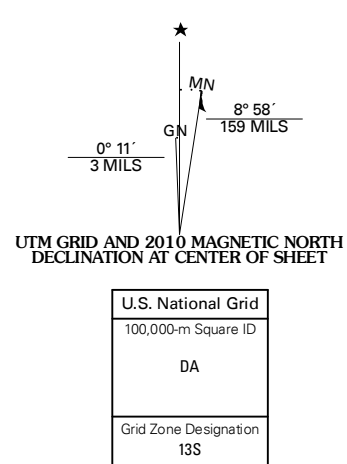 MN
GN
8° 58´
159 MILS
0° 11´
3 MILS
UTM GRID AND 2010 MAGNETIC NORTH
DECLINATION AT CENTER OF SHEET
U.S. National Grid
100,000-m Square ID
DA
Grid Zone Designation
13S